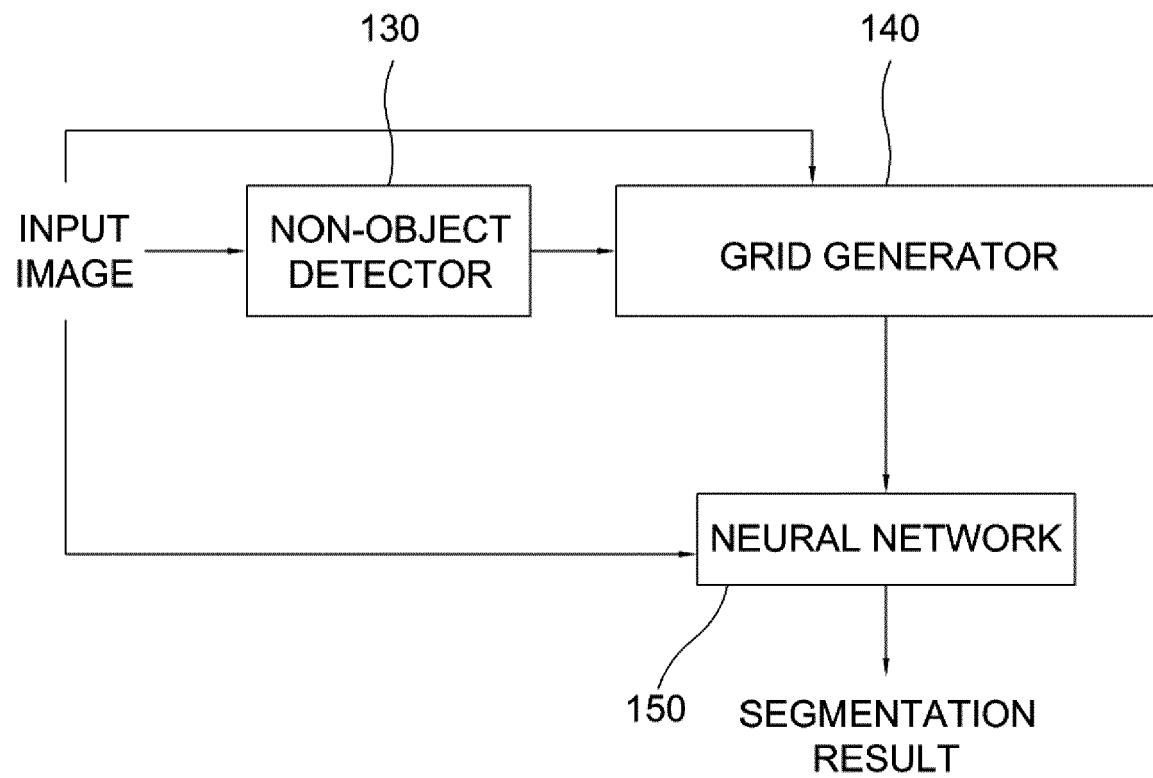 130
140
INPUT
IMAGE
NON-OBJECT
DETECTOR
GRID GENERATOR
NEURAL NETWORK
150
SEGMENTATION
RESULT